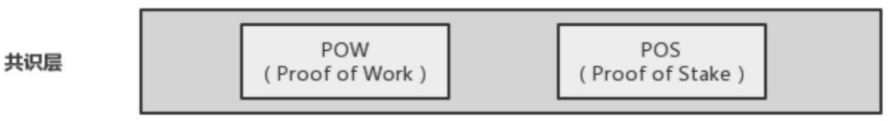 共识层
POW
( Proof of Work )
POS
( Proof of Stake )